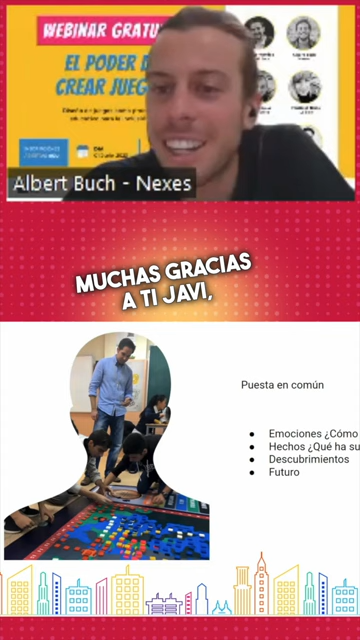 WEBINAR GRATU
EL PODER D
CREAR JUEG
Albert Buch - Nexes
MUCHAS GRACIAS
A TI JAVI,
Puesta en común
Emociones ¿Cómo
Hechos ¿Qué ha su
Descubrimientos
Futuro